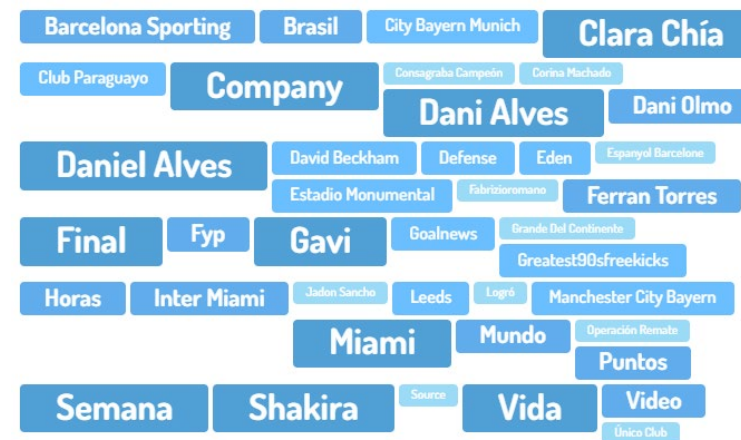 Barcelona Sporting
Brasil
City Bayern Munich
Clara Chía
Club Paraguayo
Company
Consagraba Campeón
Corina Machado
Dani Alves
Dani Olmo
Daniel Alves
David Beckham
Defense
Eden
Espanyol Barcelone
Estadio Monumental
Fabrizioromano
Ferran Torres
Final
Fyp
Gavi
Goalnews
Grande Del Continente
Greatest90sfreekicks
Horas
Inter Miami
Jadon Sancho
Leeds
Logró
Manchester City Bayern
Miami
Mundo
Operación Remate
Puntos
Semana
Shakira
Source
Vida
Video
Único Club